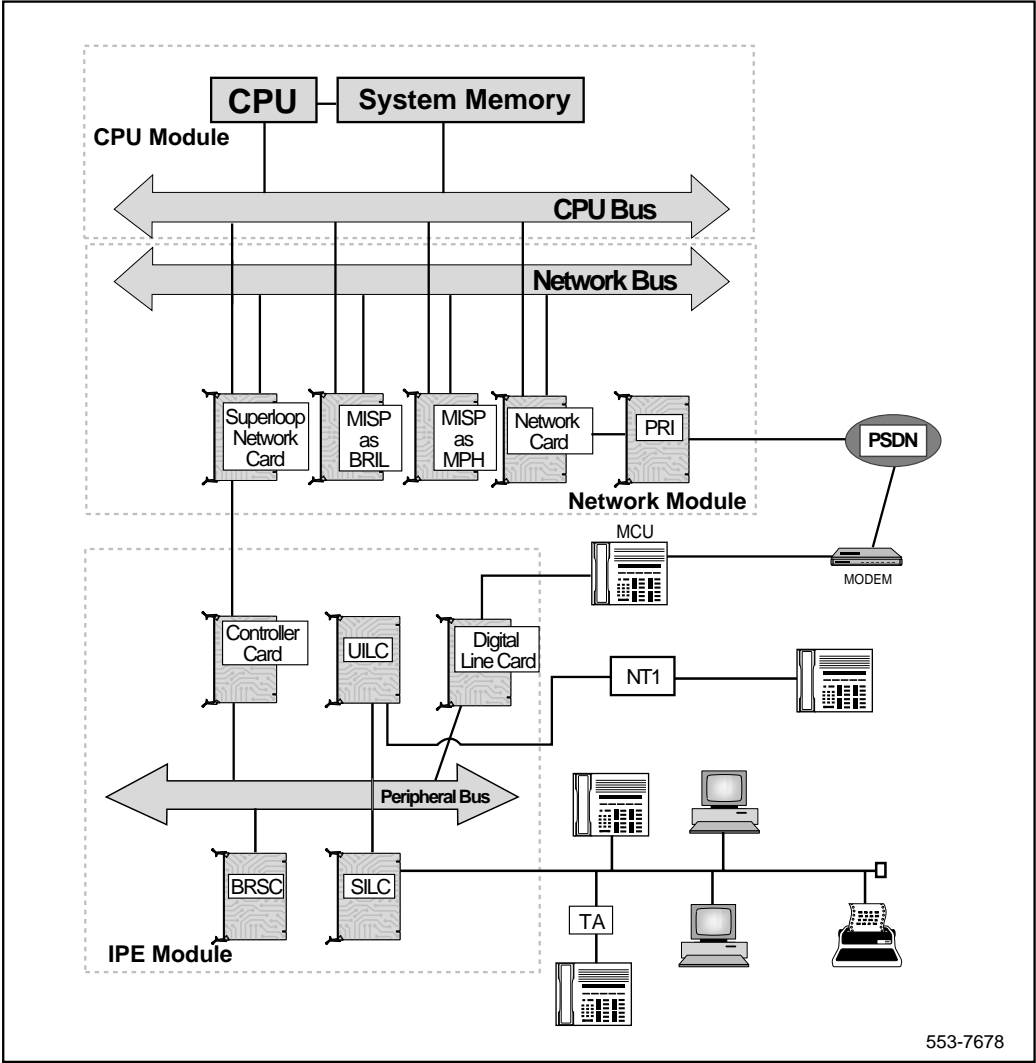 CPU
System Memory
CPU Module
CPU Bus
Network Bus
Superloop
Network
Card
MISP
as
BRIL
MISP
as
MPH
Network
Card
PRI
PSDN
Network Module
MCU
MODEM
Controller
Card
UILC
Digital
Line Card
NT1
Peripheral Bus
BRSC
SILC
TA
IPE Module
553-7678